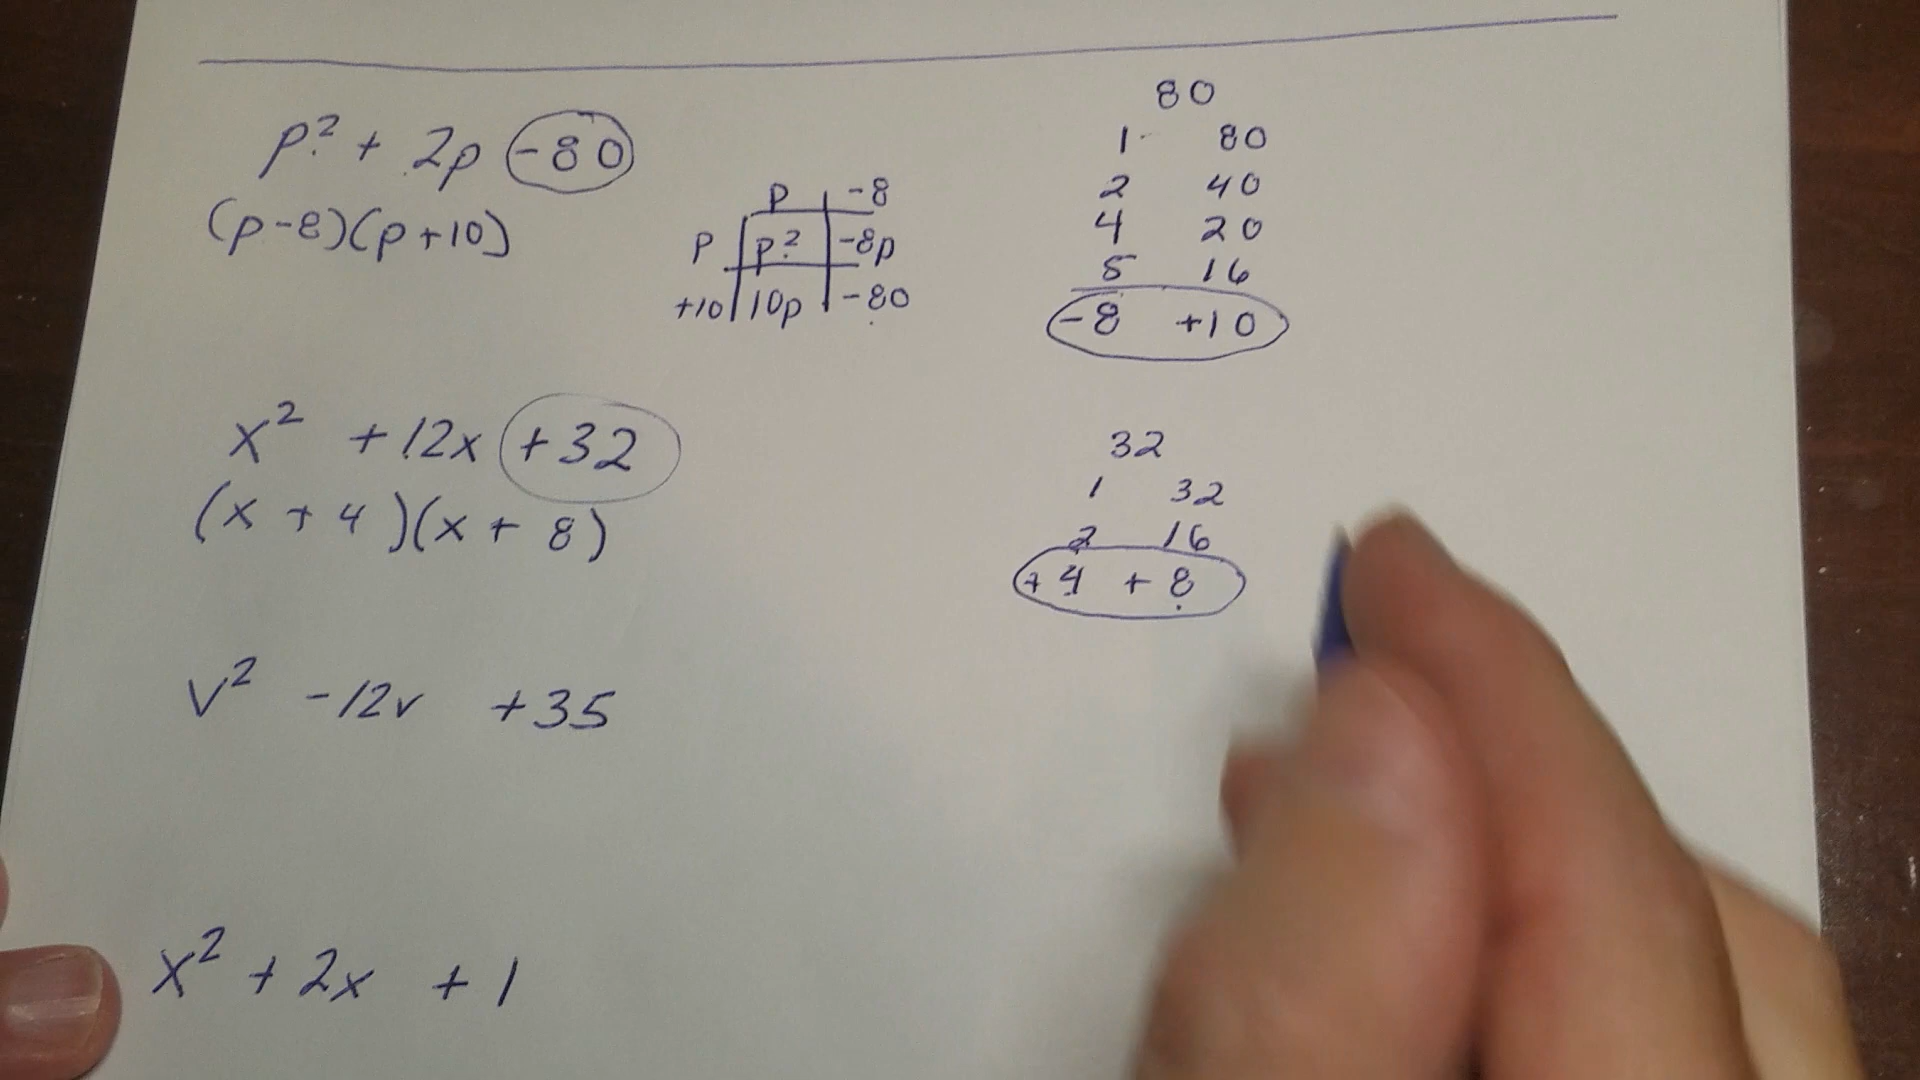 p² + 2p -80
(p-8)(p+10)
p -8
p p² -8p
+10 10p -80
80
1 80
2 40
4 20
5 16
-8 +10
x² +12x +32
(x + 4)(x + 8)
32
1 32
2 16
+4 +8
v² -12v +35
x² + 2x + 1